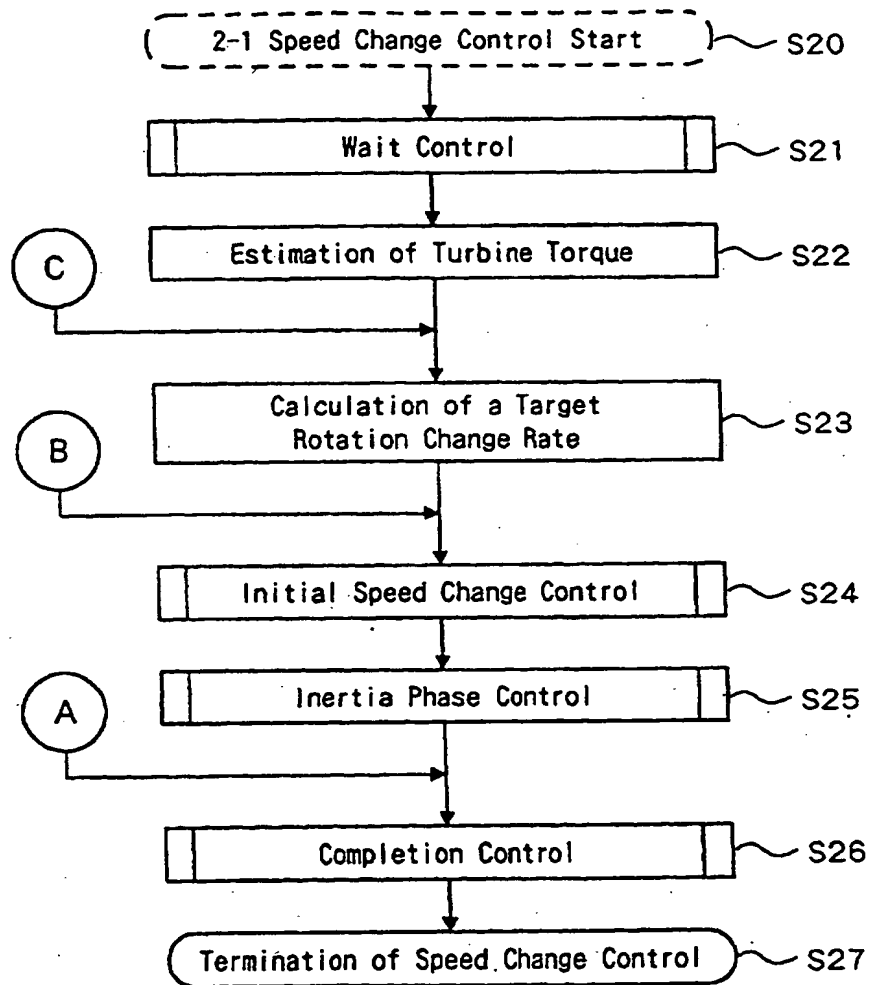 2-1 Speed Change Control Start
S20
Wait Control
S21
Estimation of Turbine Torque
S22
C
Calculation of a Target
Rotation Change Rate
S23
B
Initial Speed Change Control
S24
Inertia Phase Control
S25
A
Completion Control
S26
Termination of Speed Change Control
S27